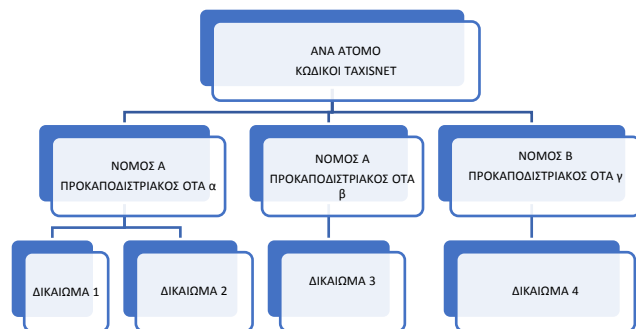 ΑΝΑ ΑΤΟΜΟ
ΚΩΔΙΚΟΙ TAXISNET
ΝΟΜΟΣ Α
ΠΡΟΚΑΠΟΔΙΣΤΡΙΑΚΟΣ ΟΤΑ α
ΝΟΜΟΣ Α
ΠΡΟΚΑΠΟΔΙΣΤΡΙΑΚΟΣ ΟΤΑ
β
ΝΟΜΟΣ Β
ΠΡΟΚΑΠΟΔΙΣΤΡΙΑΚΟΣ ΟΤΑ γ
ΔΙΚΑΙΩΜΑ 1
ΔΙΚΑΙΩΜΑ 2
ΔΙΚΑΙΩΜΑ 3
ΔΙΚΑΙΩΜΑ 4